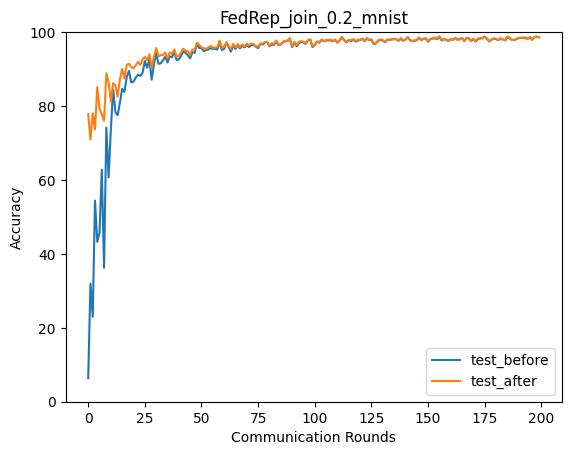 FedRep_join_0.2_mnist
100
80
60
40
20
0
Accuracy
0 25 50 75 100 125 150 175 200
Communication Rounds
test_before
test_after